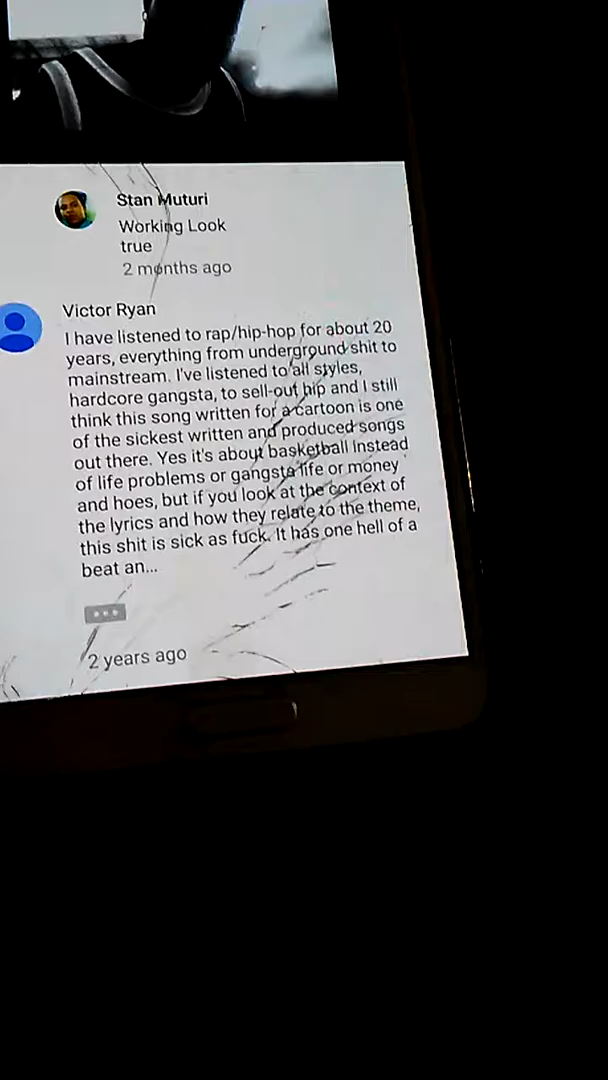 Stan Muturi
Working Look
true
2 months ago
Victor Ryan
I have listened to rap/hip-hop for about 20
years, everything from underground shit to
mainstream. I've listened to all styles,
hardcore gangsta, to sell-out hip and I still
think this song written for a cartoon is one
of the sickest written and produced songs
out there. Yes it's about basketball Instead
of life problems or gangsta life or money
and hoes, but if you look at the context of
the lyrics and how they relate to the theme,
this shit is sick as fuck. It has one hell of a
beat an...
2 years ago